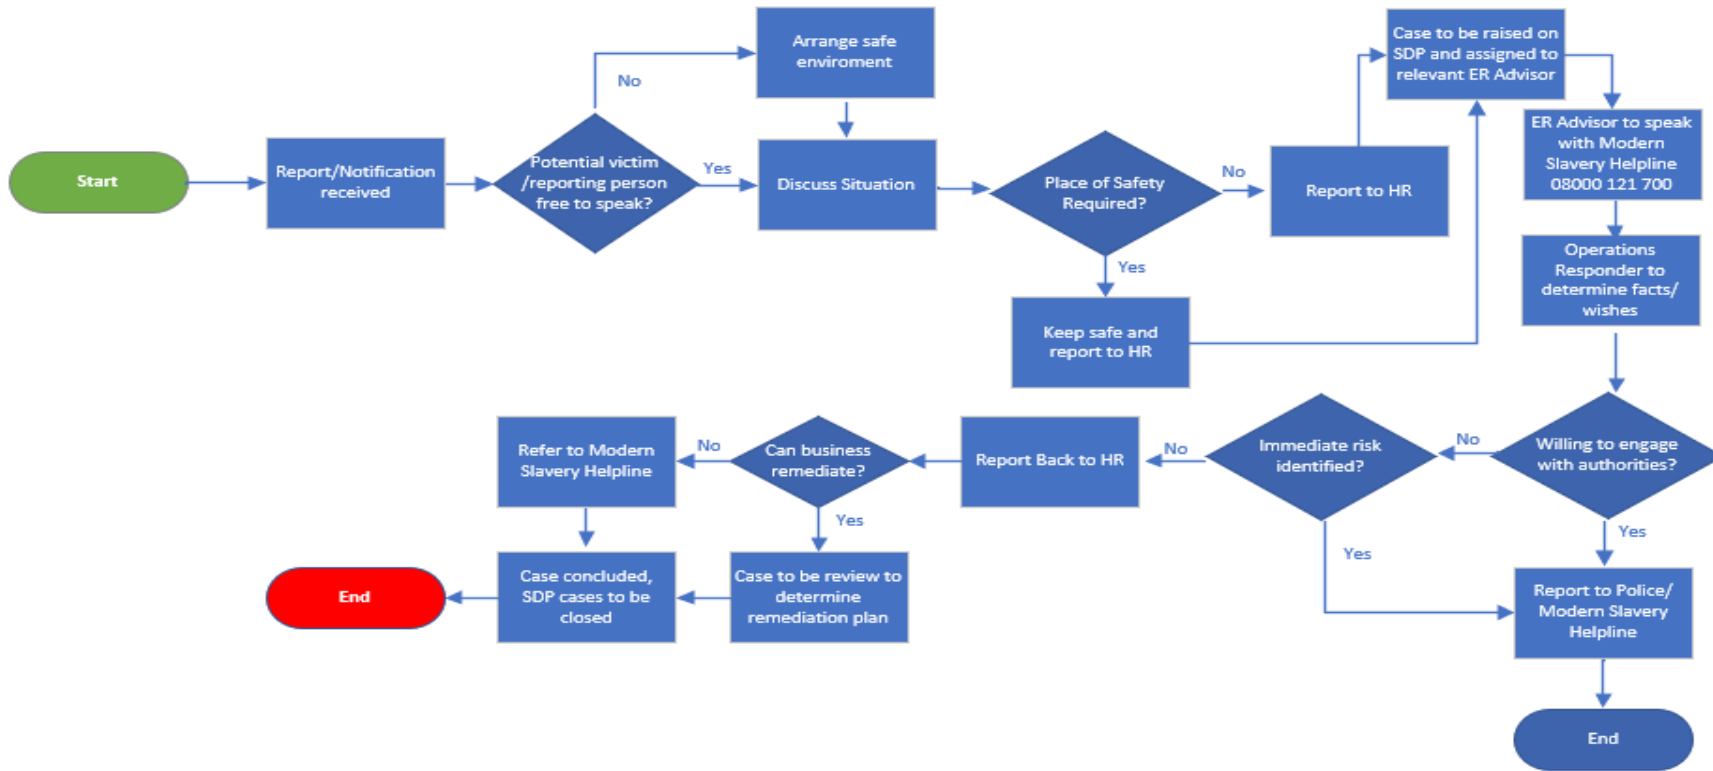 Start
Report/Notification
received
Potential victim
/reporting person
free to speak?
No
Arrange safe
enviroment
Yes
Discuss Situation
Place of Safety
Required?
No
Report to HR
Yes
Keep safe and
report to HR
Case to be raised on
SDP and assigned to
relevant ER Advisor
ER Advisor to speak
with Modern
Slavery Helpline
08000 121 700
Operations
Responder to
determine facts/
wishes
Willing to engage
with authorities?
No
Yes
Immediate risk
identified?
No
Yes
Report Back to HR
Can business
remediate?
No
Yes
Refer to Modern
Slavery Helpline
Case to be review to
determine
remediation plan
Case concluded,
SDP cases to be
closed
End
Report to Police/
Modern Slavery
Helpline
End